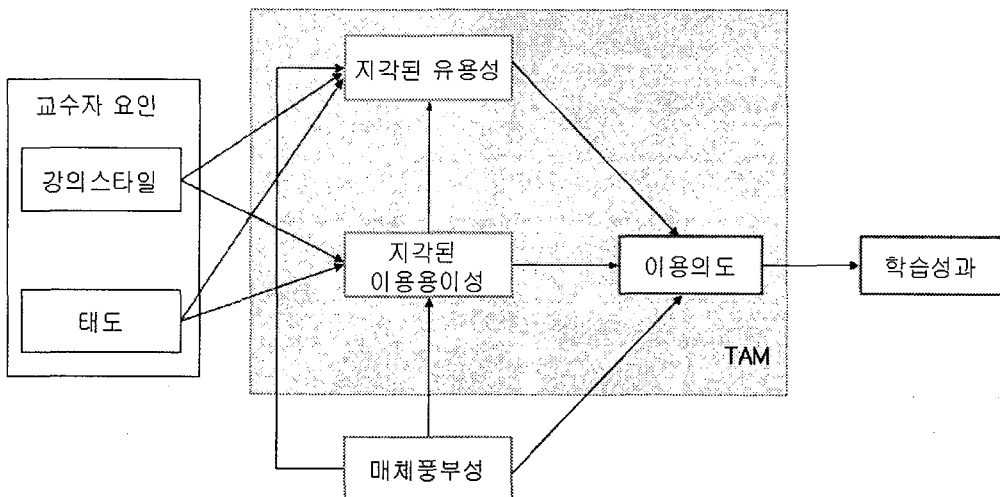 지각된 유용성
교수자 요인
강의스타일
지각된
이용용이성
이용의도
학습성과
태도
TAM
매체풍부성